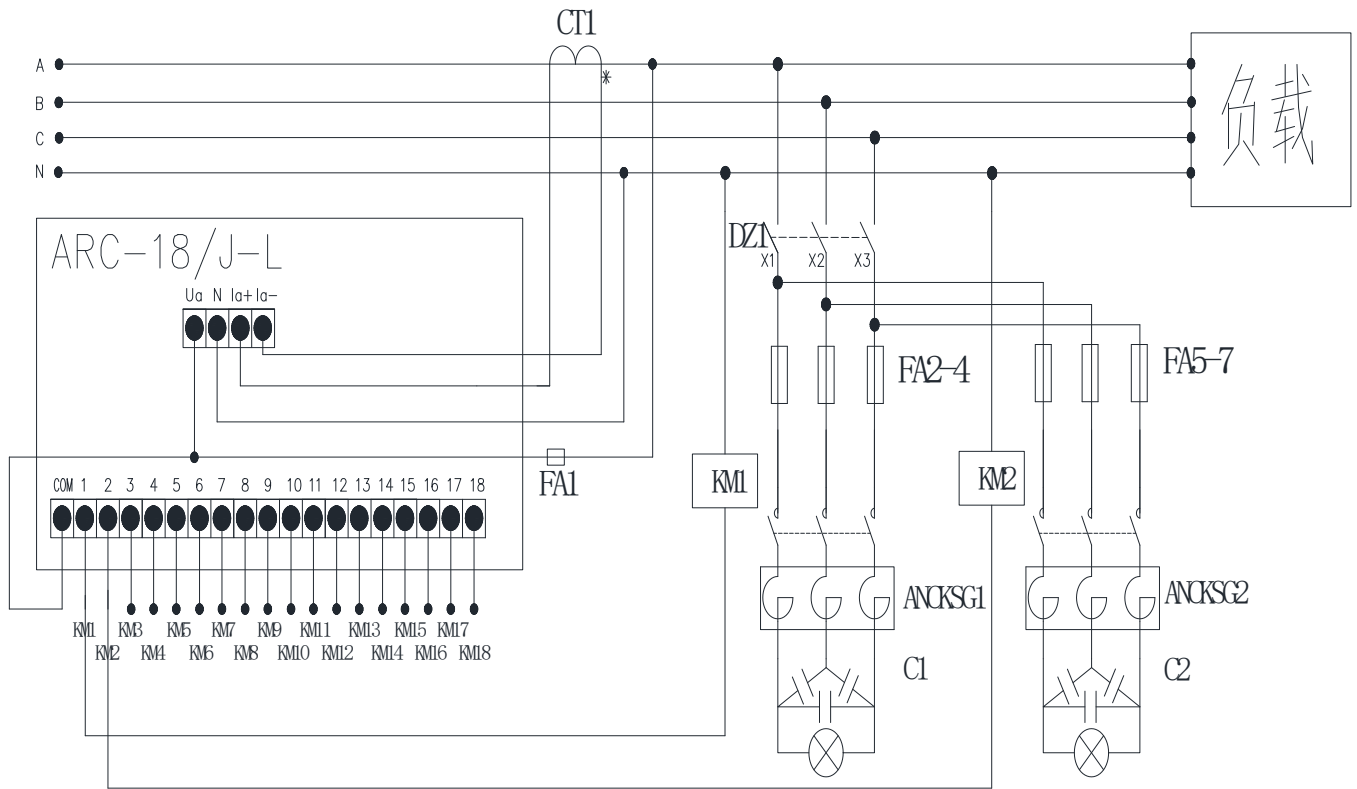 CT1
A
*
B
C
N
负载
ARC-18/J-L
DZ1
X1 X2 X3
Ua N Ia+ Ia-
FA2-4
FA5-7
KM1
KM2
COM 1 2 3 4 5 6 7 8 9 10 11 12 13 14 15 16 17 18
FA1
ANCKSG1
ANCKSG2
KM1 KM3 KM5 KM7 KM9 KM11 KM13 KM15 KM17
KM2 KM4 KM6 KM8 KM10 KM12 KM14 KM16 KM18
C1
C2